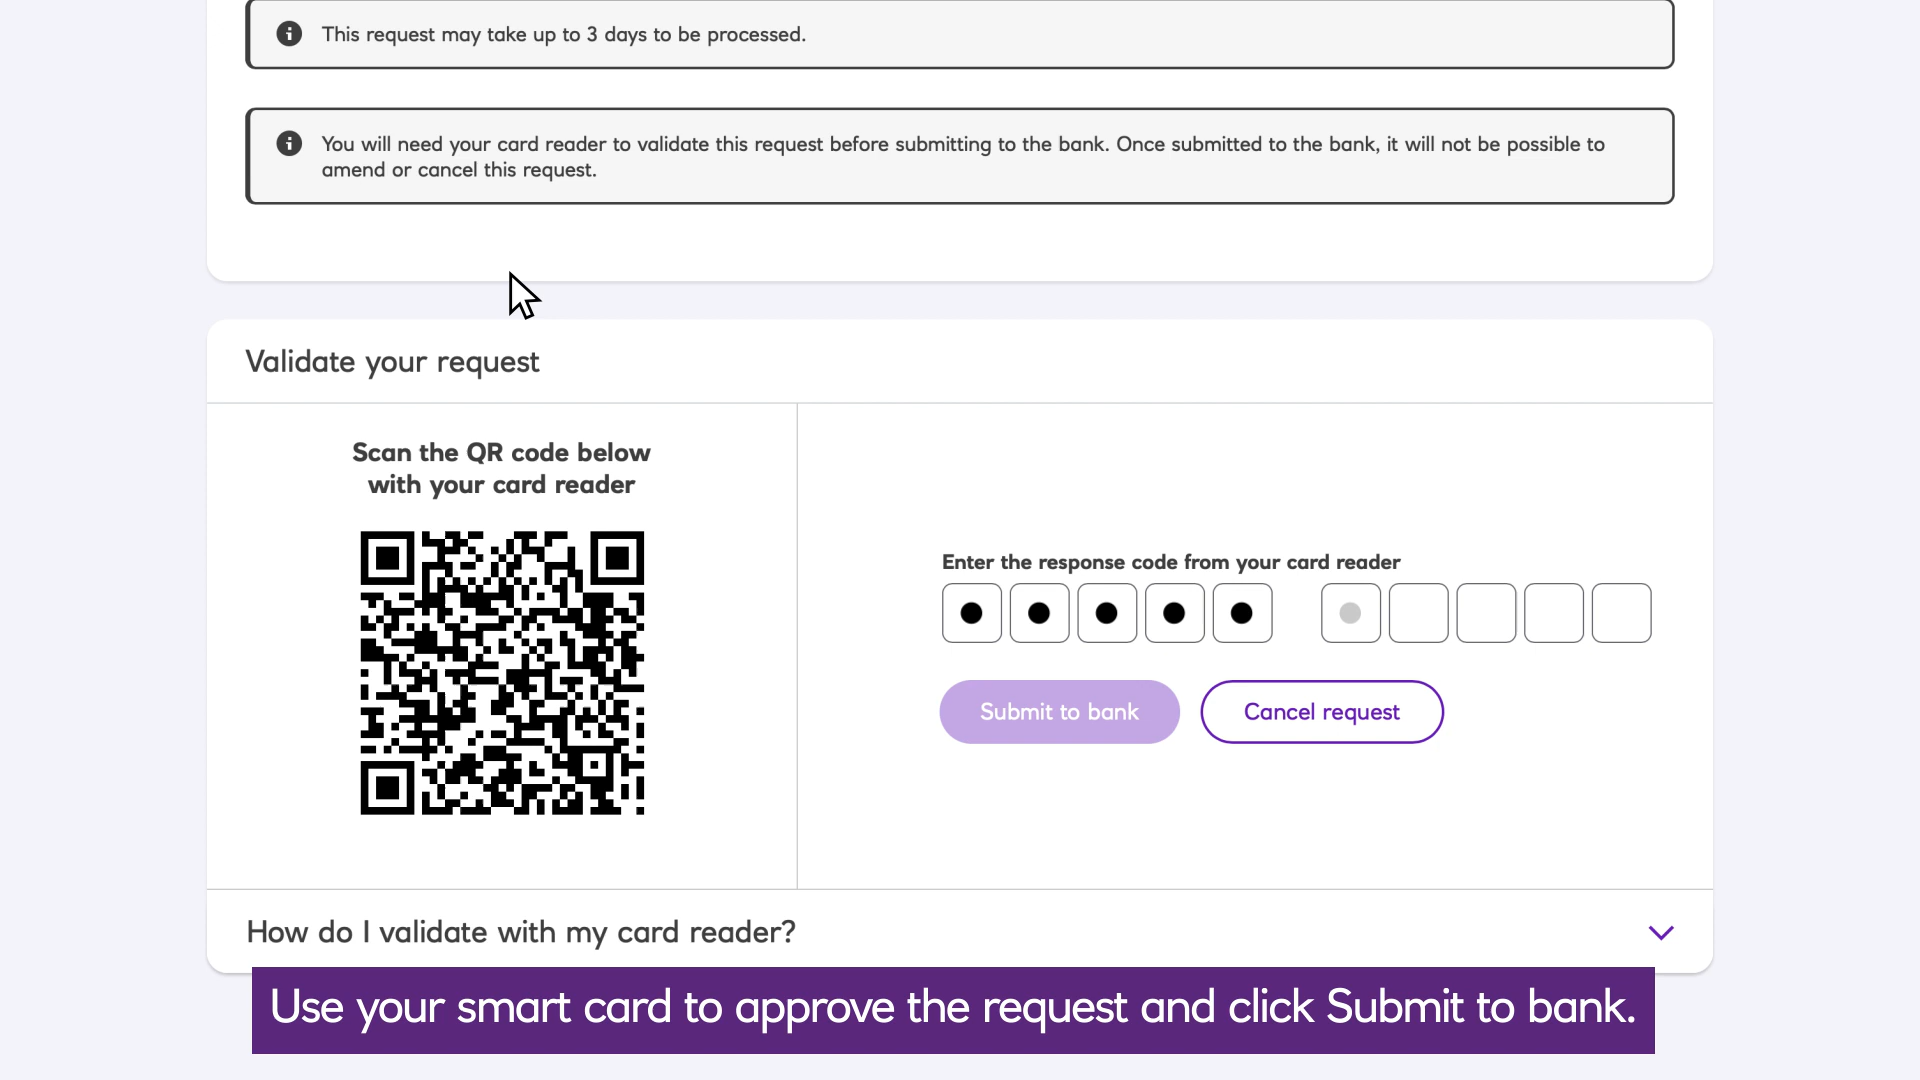 This request may take up to 3 days to be processed.
You will need your card reader to validate this request before submitting to the bank. Once submitted to the bank, it will not be possible to
amend or cancel this request.
Validate your request
Scan the QR code below
with your card reader
Enter the response code from your card reader
Submit to bank
Cancel request
How do I validate with my card reader?
Use your smart card to approve the request and click Submit to bank.